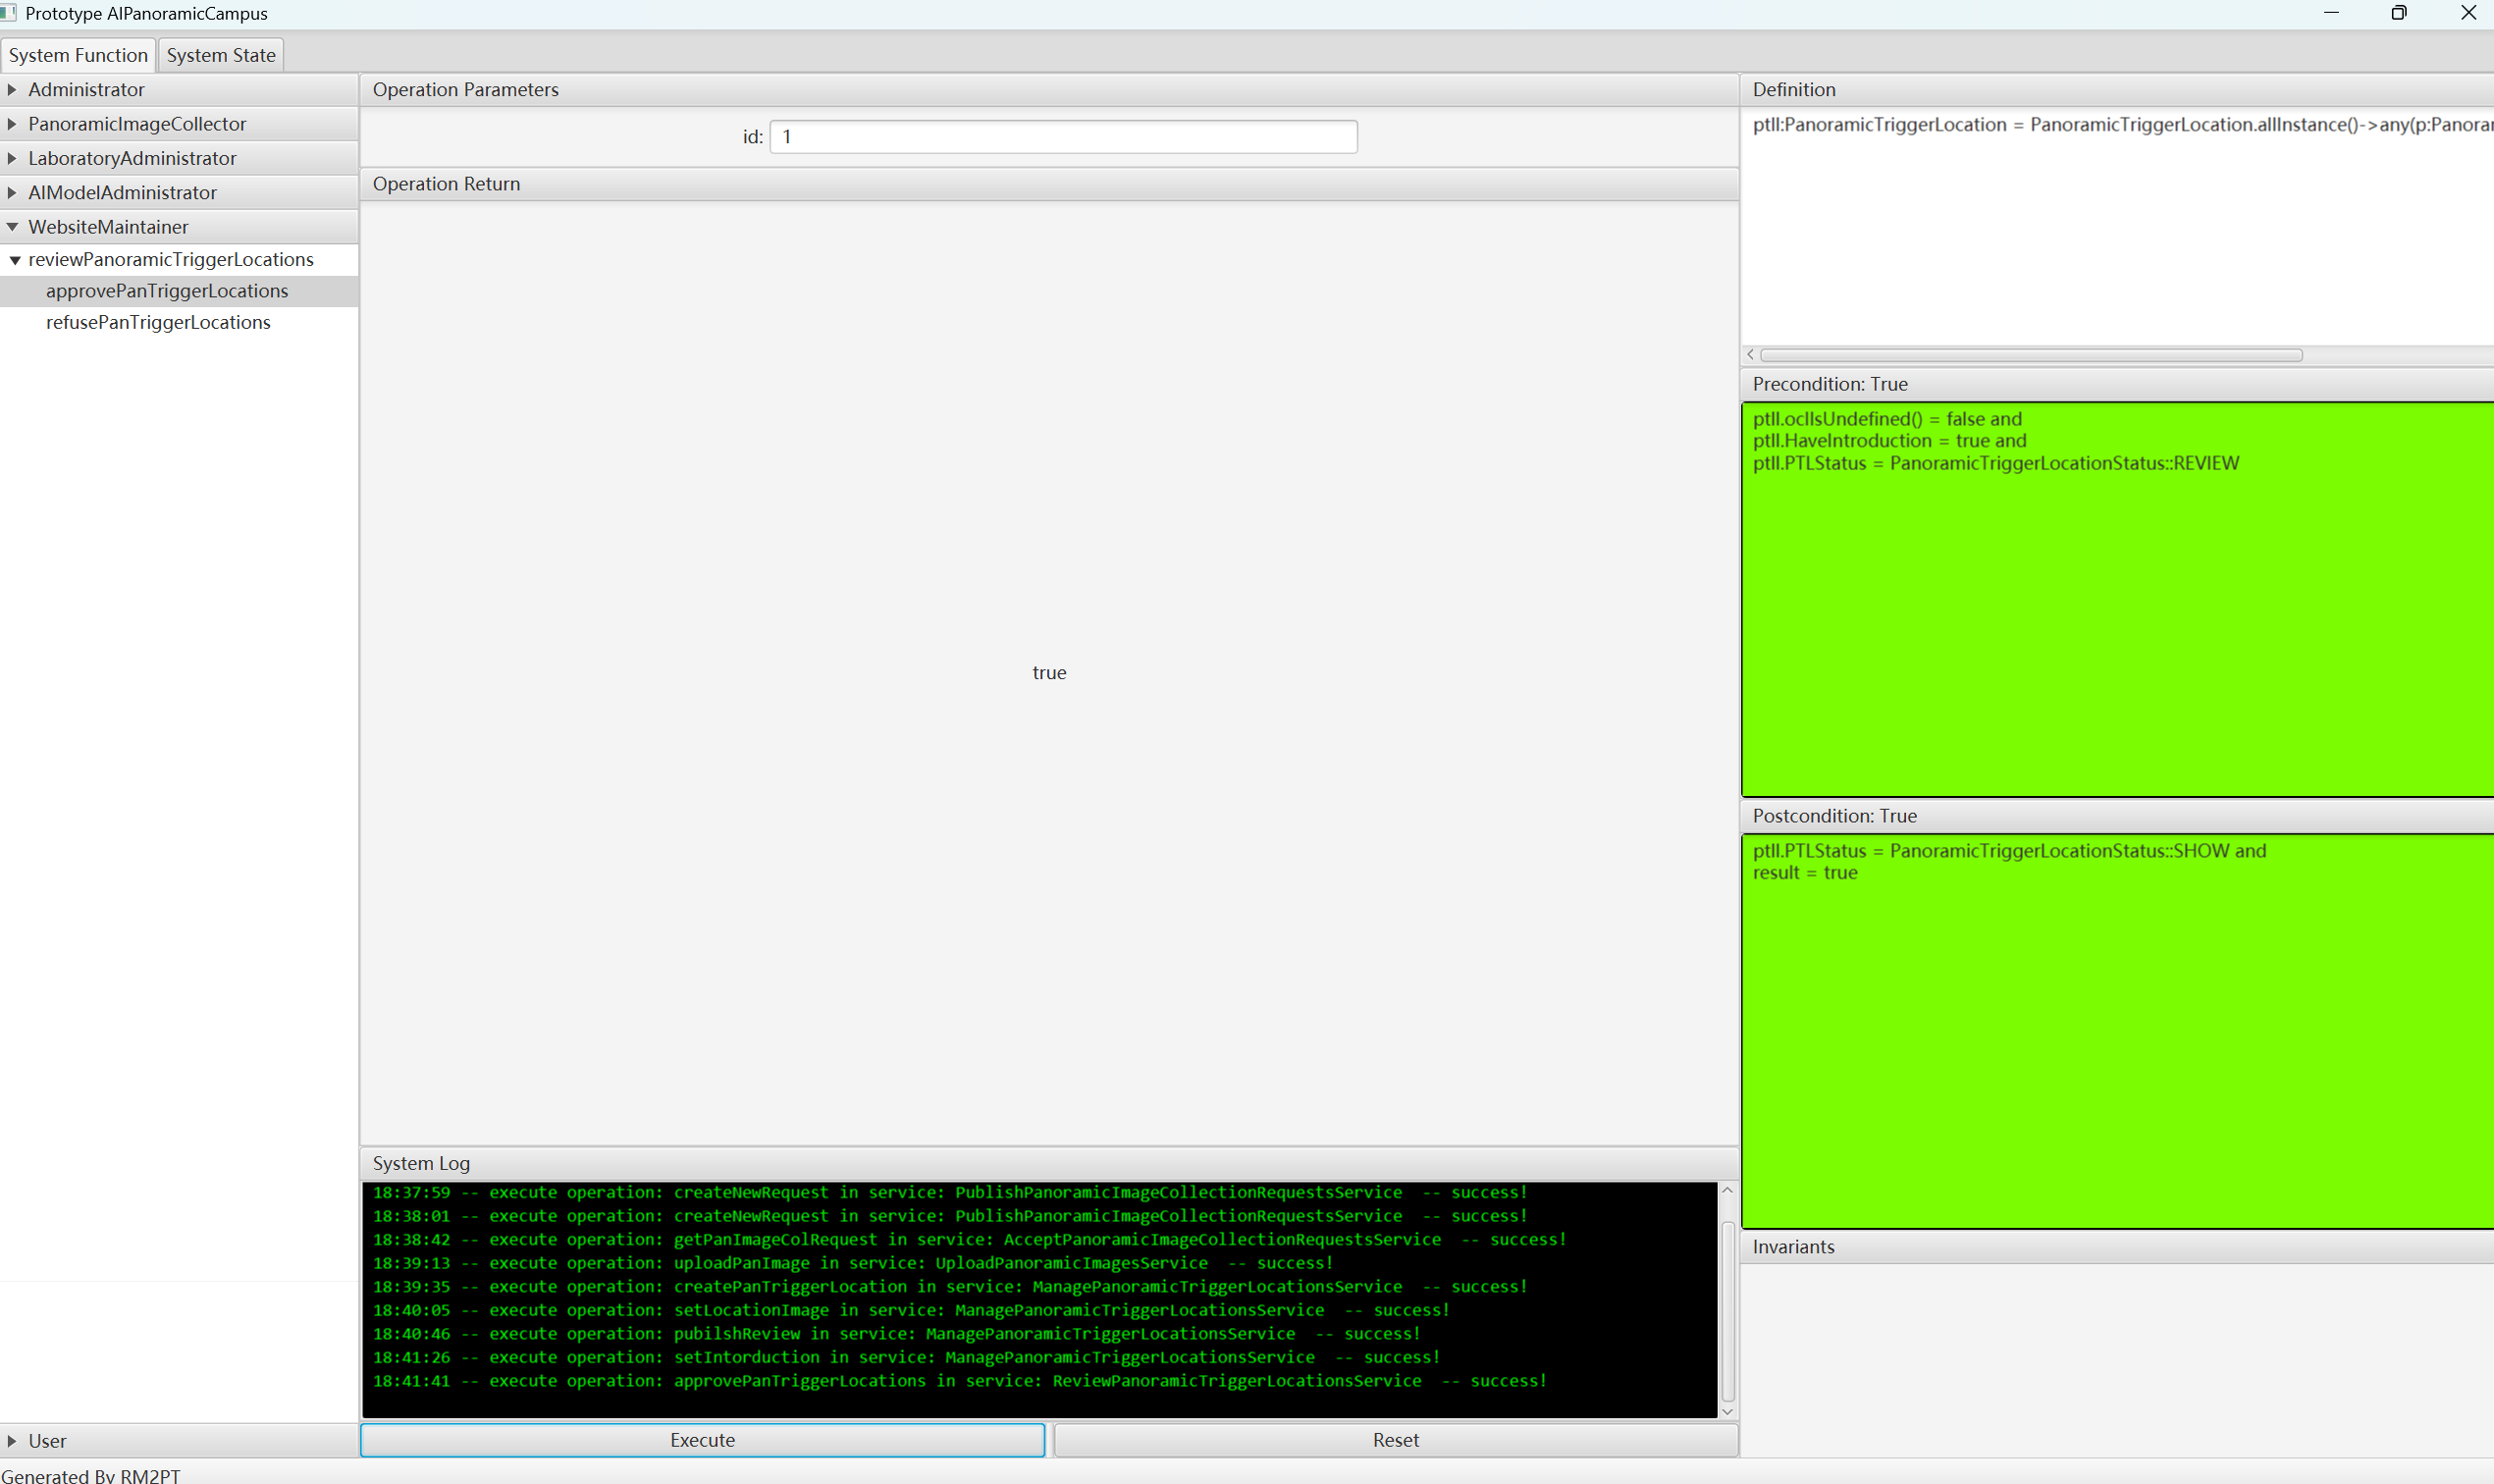 Prototype AIPanoramicCampus
System Function
System State
Administrator
PanoramicImageCollector
LaboratoryAdministrator
AIModelAdministrator
WebsiteMaintainer
reviewPanoramicTriggerLocations
approvePanTriggerLocations
refusePanTriggerLocations
User
Operation Parameters
id: 1
Operation Return
true
System Log
18:37:59 -- execute operation: createNewRequest in service: PublishPanoramicImageCollectionRequestsService -- success!
18:38:01 -- execute operation: createNewRequest in service: PublishPanoramicImageCollectionRequestsService -- success!
18:38:42 -- execute operation: getPanImageColRequest in service: AcceptPanoramicImageCollectionRequestsService -- success!
18:39:13 -- execute operation: uploadPanImage in service: UploadPanoramicImagesService -- success!
18:39:35 -- execute operation: createPanTriggerLocation in service: ManagePanoramicTriggerLocationsService -- success!
18:40:05 -- execute operation: setLocationImage in service: ManagePanoramicTriggerLocationsService -- success!
18:40:46 -- execute operation: pubilshReview in service: ManagePanoramicTriggerLocationsService -- success!
18:41:26 -- execute operation: setIntorduction in service: ManagePanoramicTriggerLocationsService -- success!
18:41:41 -- execute operation: approvePanTriggerLocations in service: ReviewPanoramicTriggerLocationsService -- success!
Execute
Reset
Definition
ptll:PanoramicTriggerLocation = PanoramicTriggerLocation.allInstance()->any(p:Panoran
Precondition: True
ptll.oclIsUndefined() = false and
ptll.HaveIntroduction = true and
ptll.PTLStatus = PanoramicTriggerLocationStatus::REVIEW
Postcondition: True
ptll.PTLStatus = PanoramicTriggerLocationStatus::SHOW and
result = true
Invariants
Generated By RM2PT